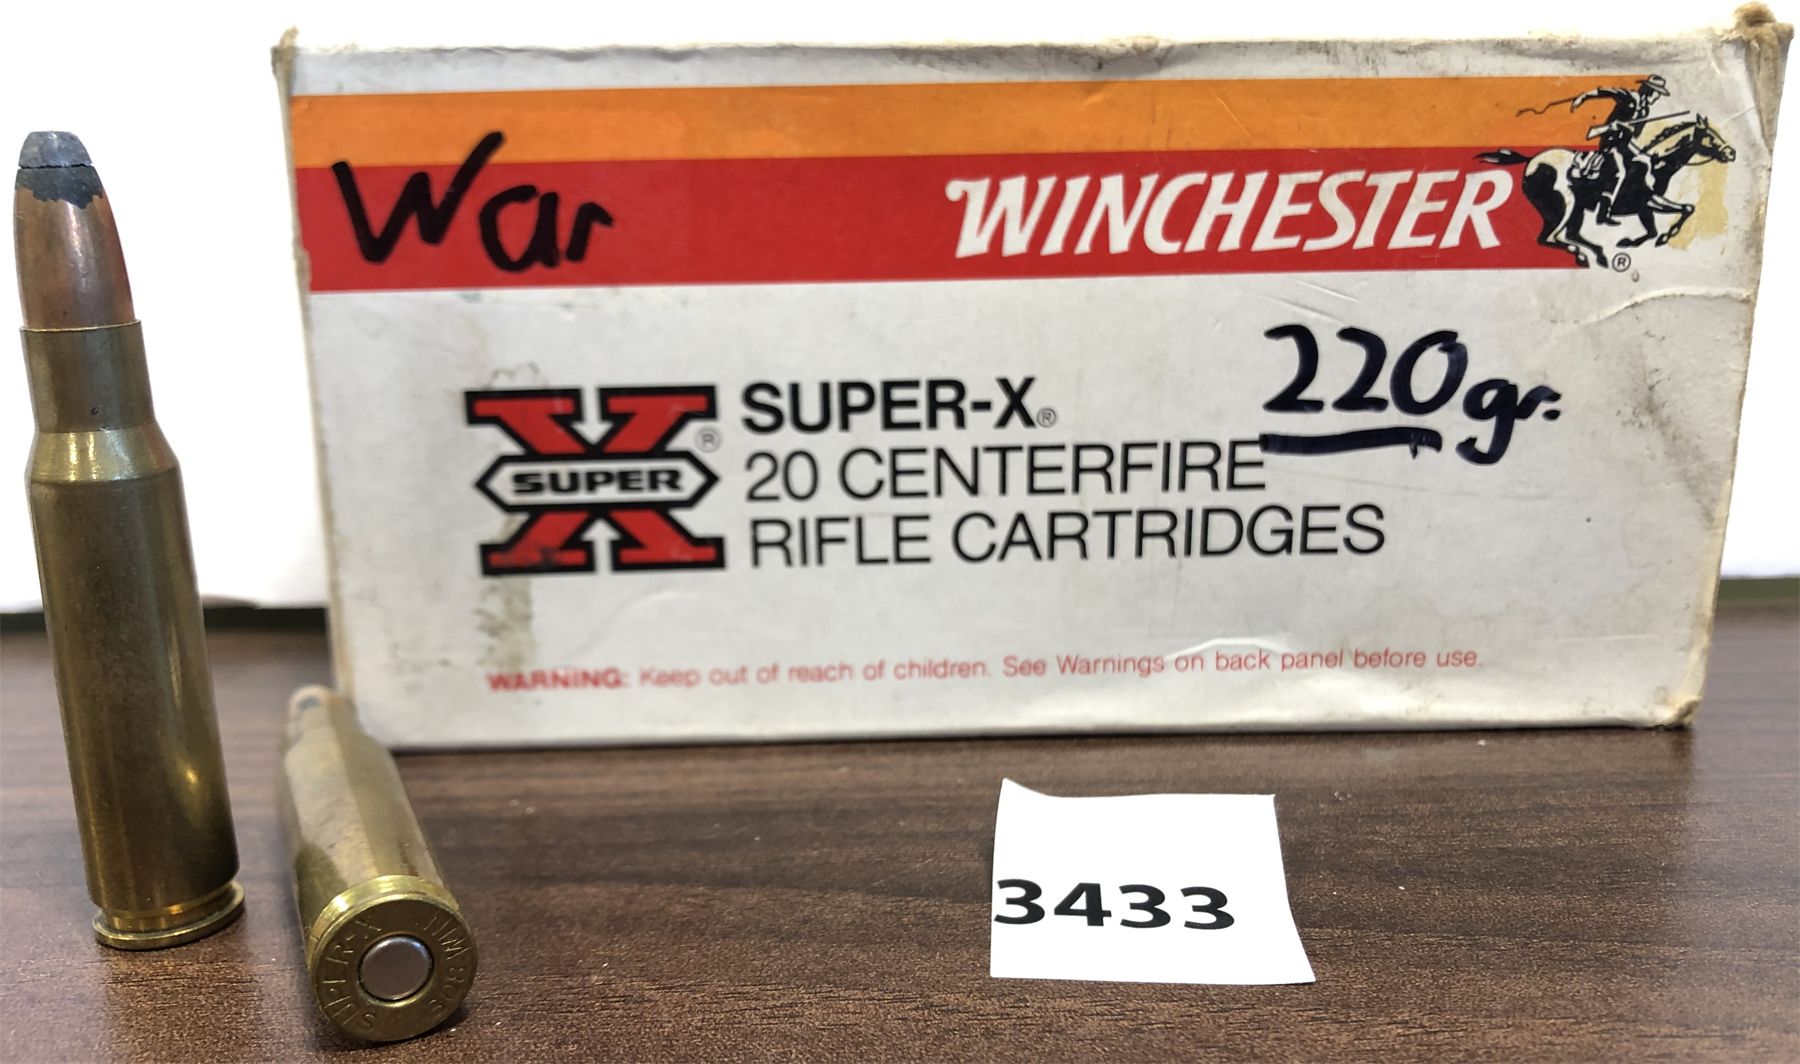 War
WINCHESTER®
220gr.
SUPER-X®
X SUPER ®
20 CENTERFIRE
RIFLE CARTRIDGES
WARNING: Keep out of reach of children. See Warnings on back panel before use.
3433
SUPER-X